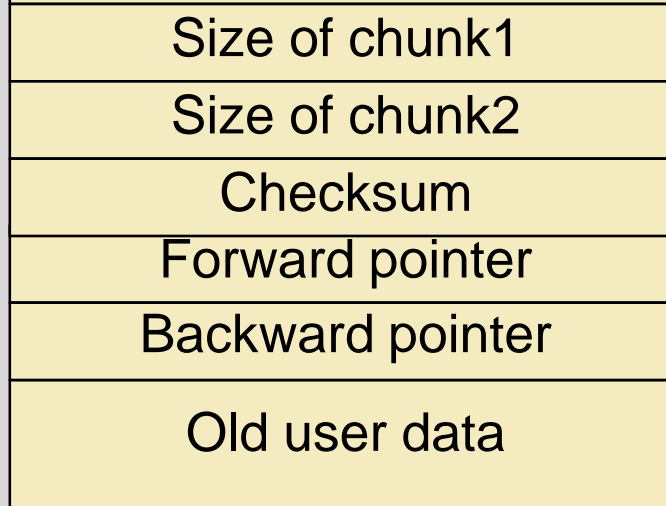 Size of chunk1
Size of chunk2
Checksum
Forward pointer
Backward pointer
Old user data